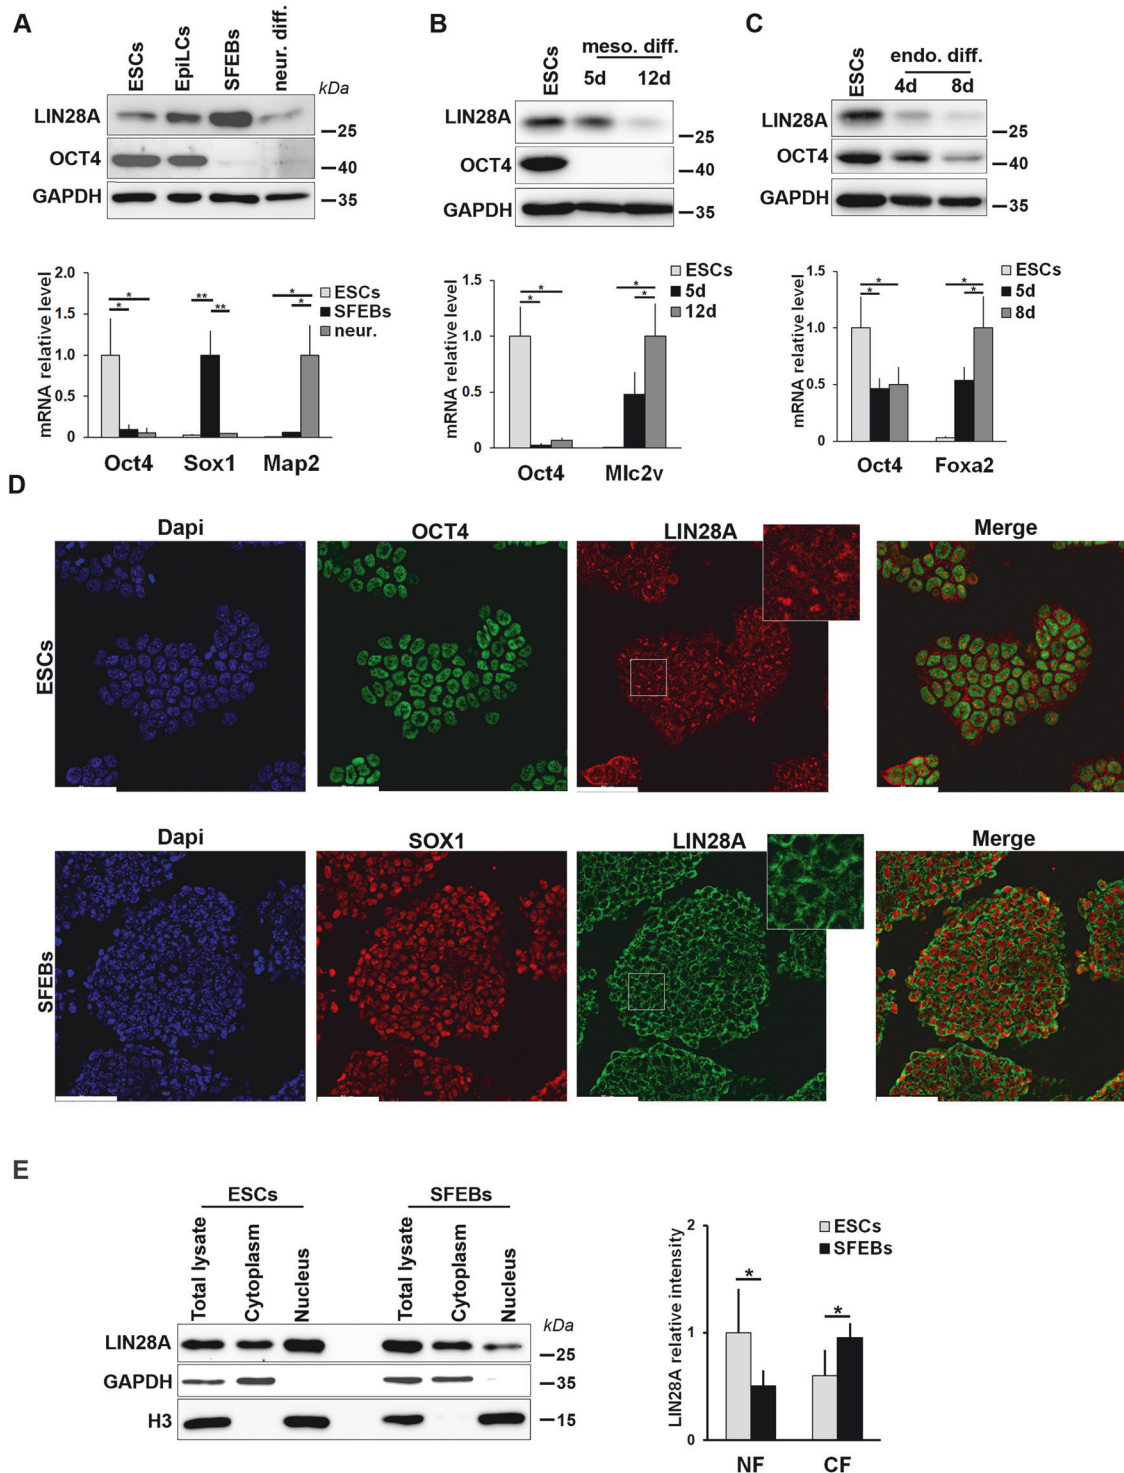 A
ESCs
EpiLCs
SFEBs
neur. diff.
kDa
LIN28A
25
OCT4
40
GAPDH
35
mRNA relative level
2.0
1.5
1.0
0.5
0
* * ** ** * *
ESCs
SFEBs
neur.
Oct4 Sox1 Map2
B
ESCs
meso. diff.
5d 12d
LIN28A
25
OCT4
40
GAPDH
35
mRNA relative level
1.5
1.0
0.5
0
* * * *
ESCs
5d
12d
Oct4 Mlc2v
C
ESCs
endo. diff.
4d 8d
LIN28A
25
OCT4
40
GAPDH
35
mRNA relative level
1.5
1
0.5
0
* * * *
ESCs
5d
8d
Oct4 Foxa2
D
Dapi OCT4 LIN28A Merge
ESCs
Dapi SOX1 LIN28A Merge
SFEBs
E
ESCs SFEBs
Total lysate
Cytoplasm
Nucleus
Total lysate
Cytoplasm
Nucleus
kDa
LIN28A
25
GAPDH
35
H3
15
LIN28A relative intensity
2
1
0
* *
ESCs
SFEBs
NF CF